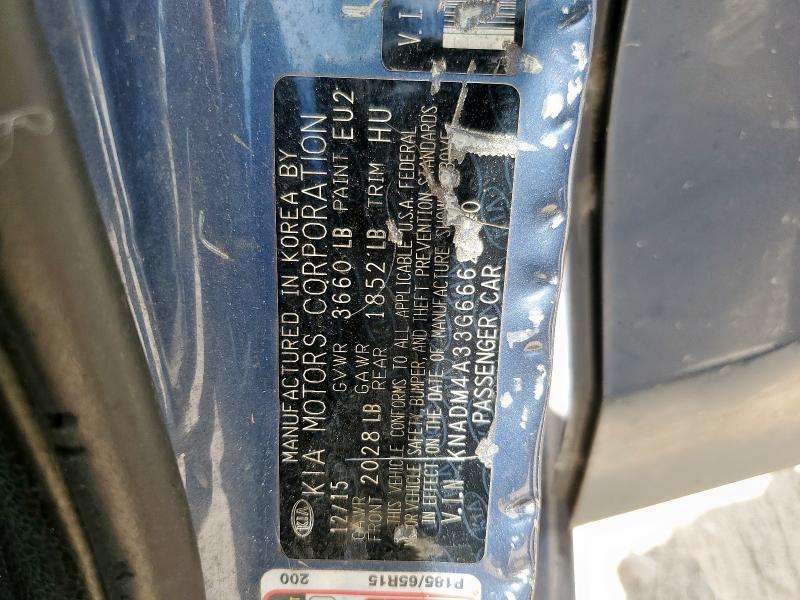 V I
MANUFACTURED IN KOREA BY
KIA MOTORS CORPORATION
12/15 GVWR 3660 LB PAINT EU2
GAWR FRONT 2028 LB GAWR REAR 1852 LB TRIM HU
THIS VEHICLE CONFORMS TO ALL APPLICABLE U.S.A. FEDERAL
OR VEHICLE SAFETY, BUMPER, AND THEFT PREVENTION STANDARDS
IN EFFECT ON THE DATE OF MANUFACTURE SHOWN ABOVE
V.I.N KNADM4A33G666
PASSENGER CAR
P185/65R15
200
KIA